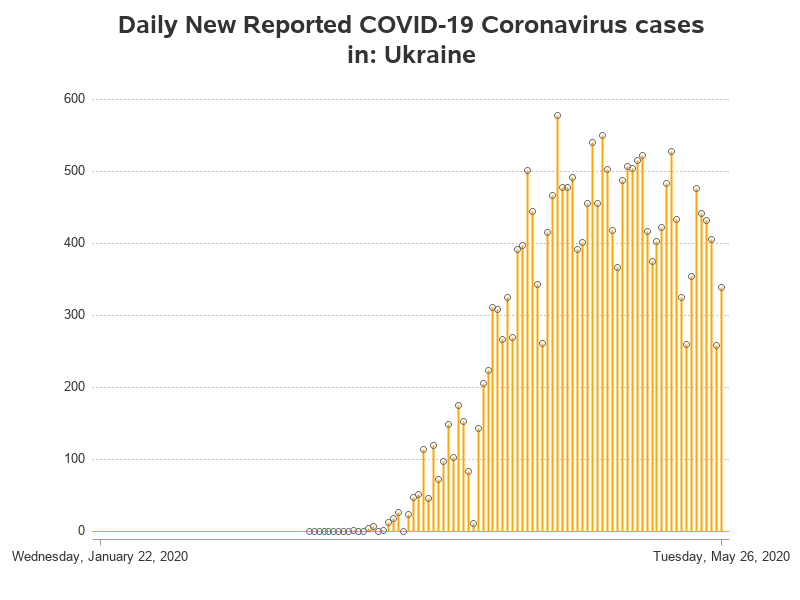 Daily New Reported COVID-19 Coronavirus cases
in: Ukraine
600
500
400
300
200
100
0
Wednesday, January 22, 2020
Tuesday, May 26, 2020